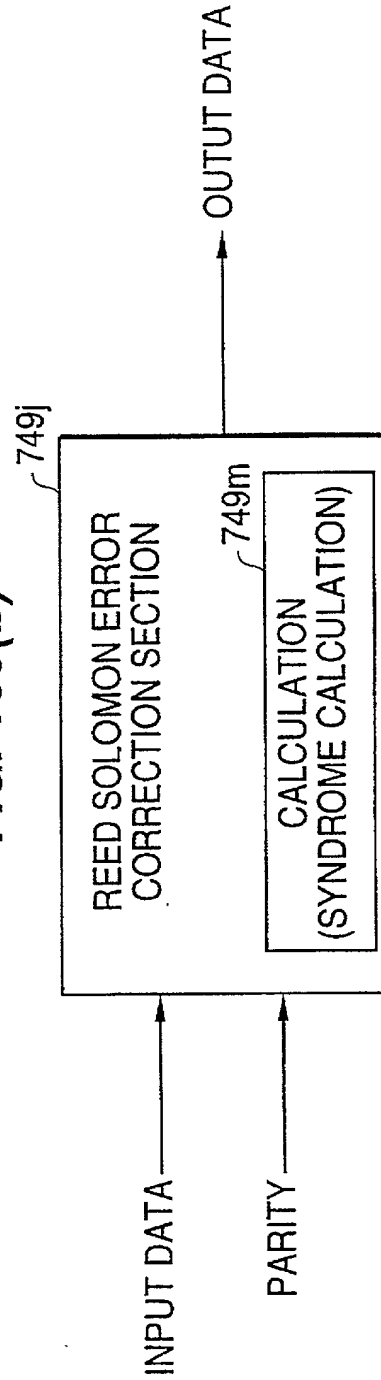 749j
REED SOLOMON ERROR
CORRECTION SECTION
749m
CALCULATION
(SYNDROME CALCULATION)
INPUT DATA
PARITY
OUTUT DATA